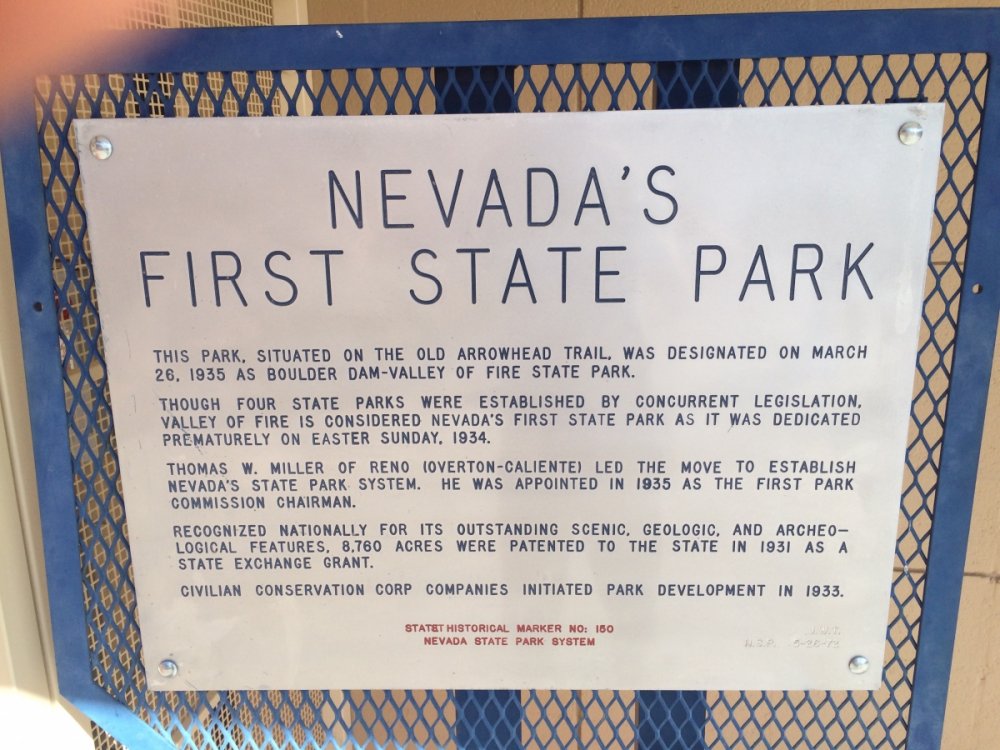 NEVADA'S
FIRST STATE PARK
THIS PARK, SITUATED ON THE OLD ARROWHEAD TRAIL, WAS DESIGNATED ON MARCH
26, 1935 AS BOULDER DAM-VALLEY OF FIRE STATE PARK.
THOUGH FOUR STATE PARKS WERE ESTABLISHED BY CONCURRENT LEGISLATION,
VALLEY OF FIRE IS CONSIDERED NEVADA'S FIRST STATE PARK AS IT WAS DEDICATED
PREMATURELY ON EASTER SUNDAY, 1934.
THOMAS W. MILLER OF RENO (OVERTON-CALIENTE) LED THE MOVE TO ESTABLISH
NEVADA'S STATE PARK SYSTEM. HE WAS APPOINTED IN 1935 AS THE FIRST PARK
COMMISSION CHAIRMAN.
RECOGNIZED NATIONALLY FOR ITS OUTSTANDING SCENIC, GEOLOGIC, AND ARCHEO-
LOGICAL FEATURES, 8,760 ACRES WERE PATENTED TO THE STATE IN 1931 AS A
STATE EXCHANGE GRANT.
CIVILIAN CONSERVATION CORP COMPANIES INITIATED PARK DEVELOPMENT IN 1933.
HISTORICAL MARKER NO: 150
NEVADA STATE PARK SYSTEM